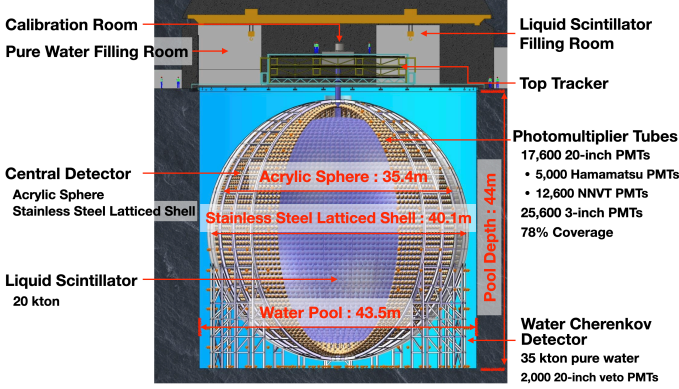 Calibration Room
Pure Water Filling Room
Liquid Scintillator
Filling Room
Top Tracker
Photomultiplier Tubes
17,600 20-inch PMTs
• 5,000 Hamamatsu PMTs
• 12,600 NNVT PMTs
25,600 3-inch PMTs
78% Coverage
Central Detector
Acrylic Sphere
Stainless Steel Latticed Shell
Acrylic Sphere : 35.4m
Stainless Steel Latticed Shell : 40.1m
Pool Depth : 44m
Liquid Scintillator
20 kton
Water Pool : 43.5m
Water Cherenkov
Detector
35 kton pure water
2,000 20-inch veto PMTs